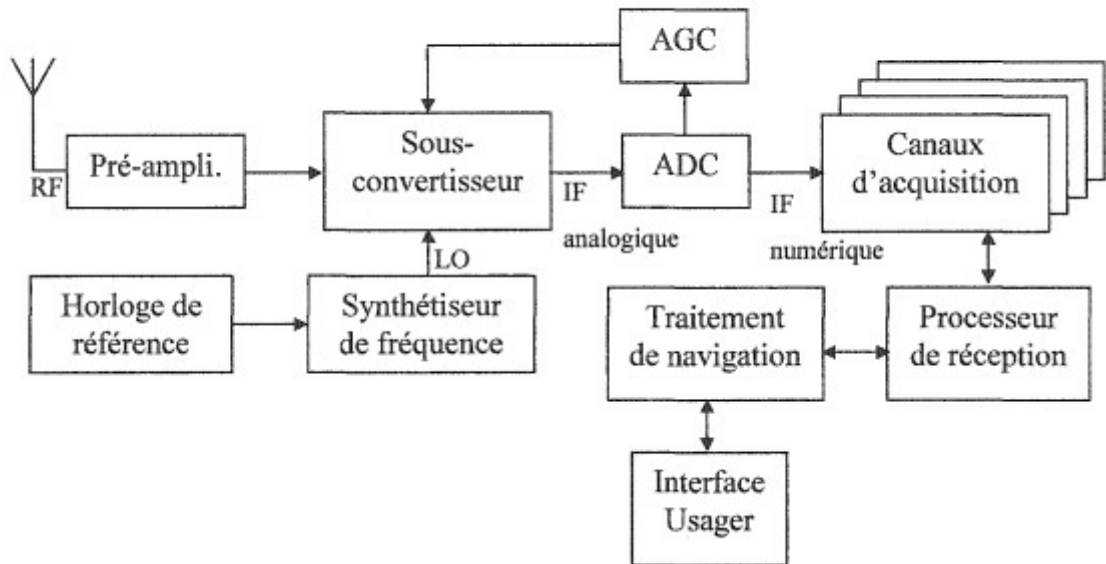 AGC
RF
Pré-ampli.
Sous-
convertisseur
IF
analogique
ADC
IF
numérique
Canaux
d'acquisition
LO
Horloge de
référence
Synthétiseur
de fréquence
Traitement
de navigation
Processeur
de réception
Interface
Usager